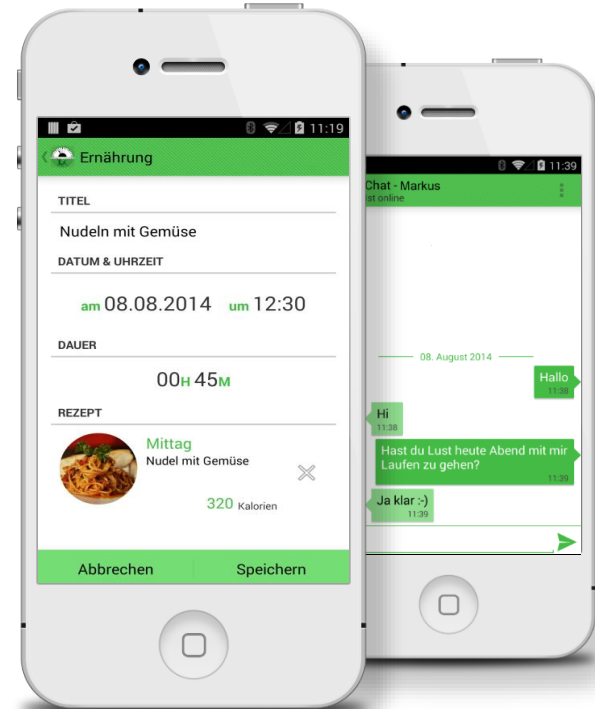 11:19
Ernährung
TITEL
Nudeln mit Gemüse
DATUM & UHRZEIT
am 08.08.2014 um 12:30
DAUER
00H 45M
REZEPT
Mittag
Nudel mit Gemüse
320 Kalorien
Abbrechen Speichern
11:39
Chat - Markus
ist online
08. August 2014
Hallo
11:38
Hi
11:38
Hast du Lust heute Abend mit mir
Laufen zu gehen?
11:39
Ja klar :-)
11:39